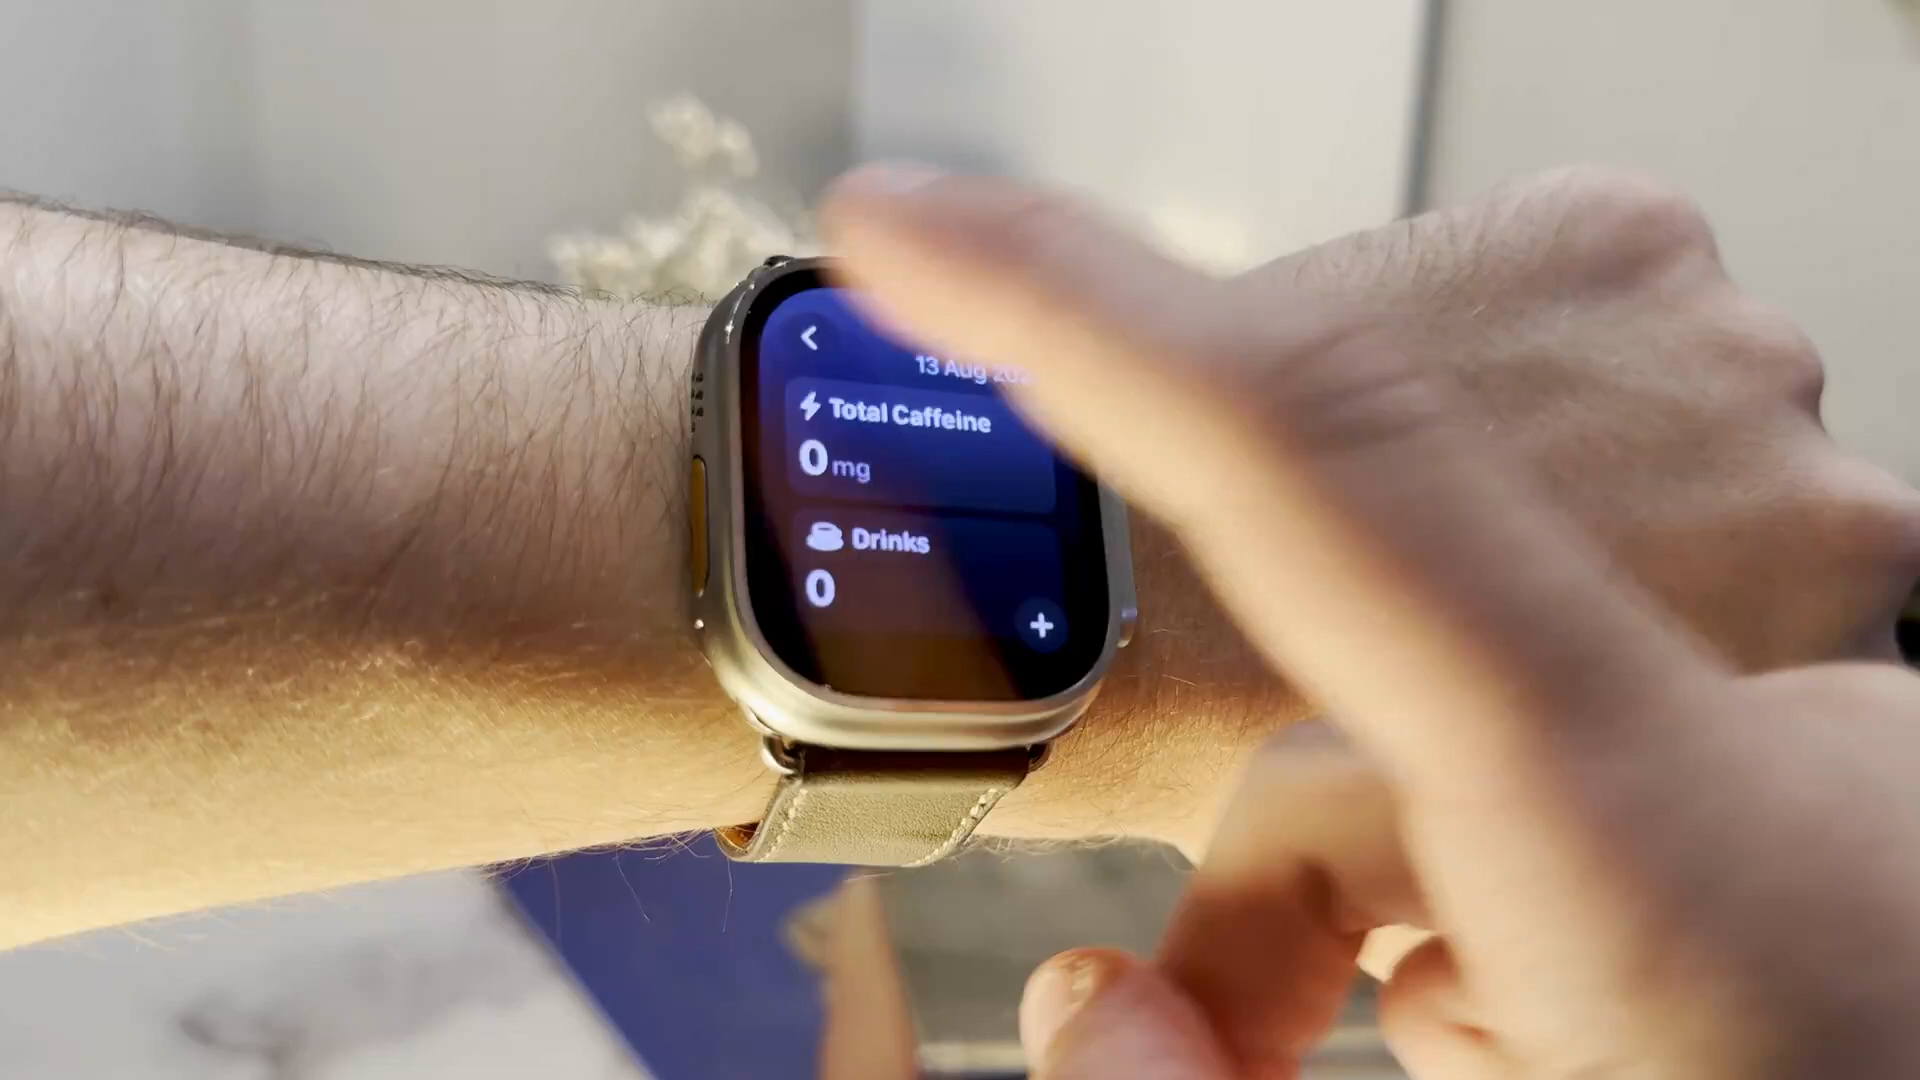 13 Aug
Total Caffeine
0 mg
Drinks
0
+